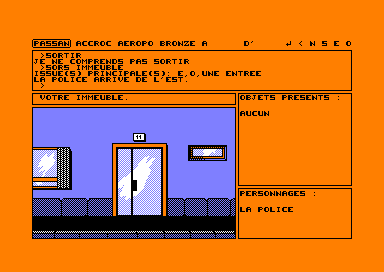 PASSAN ACCROC AEROPO BRONZE A D' ↵ < N S E O
>SORTIR
JE NE COMPRENDS PAS SORTIR
>SORS IMMEUBLE
ISSUE(S) PRINCIPALE(S): E,O,UNE ENTREE
LA POLICE ARRIVE DE L'EST.
>
VOTRE IMMEUBLE.
OBJETS PRESENTS :
AUCUN
11
PERSONNAGES :
LA POLICE